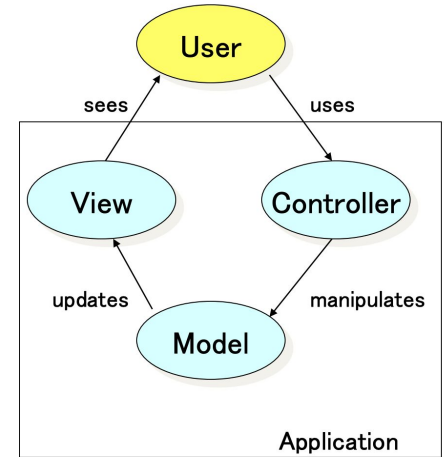 User
sees
uses
View
Controller
updates
manipulates
Model
Application